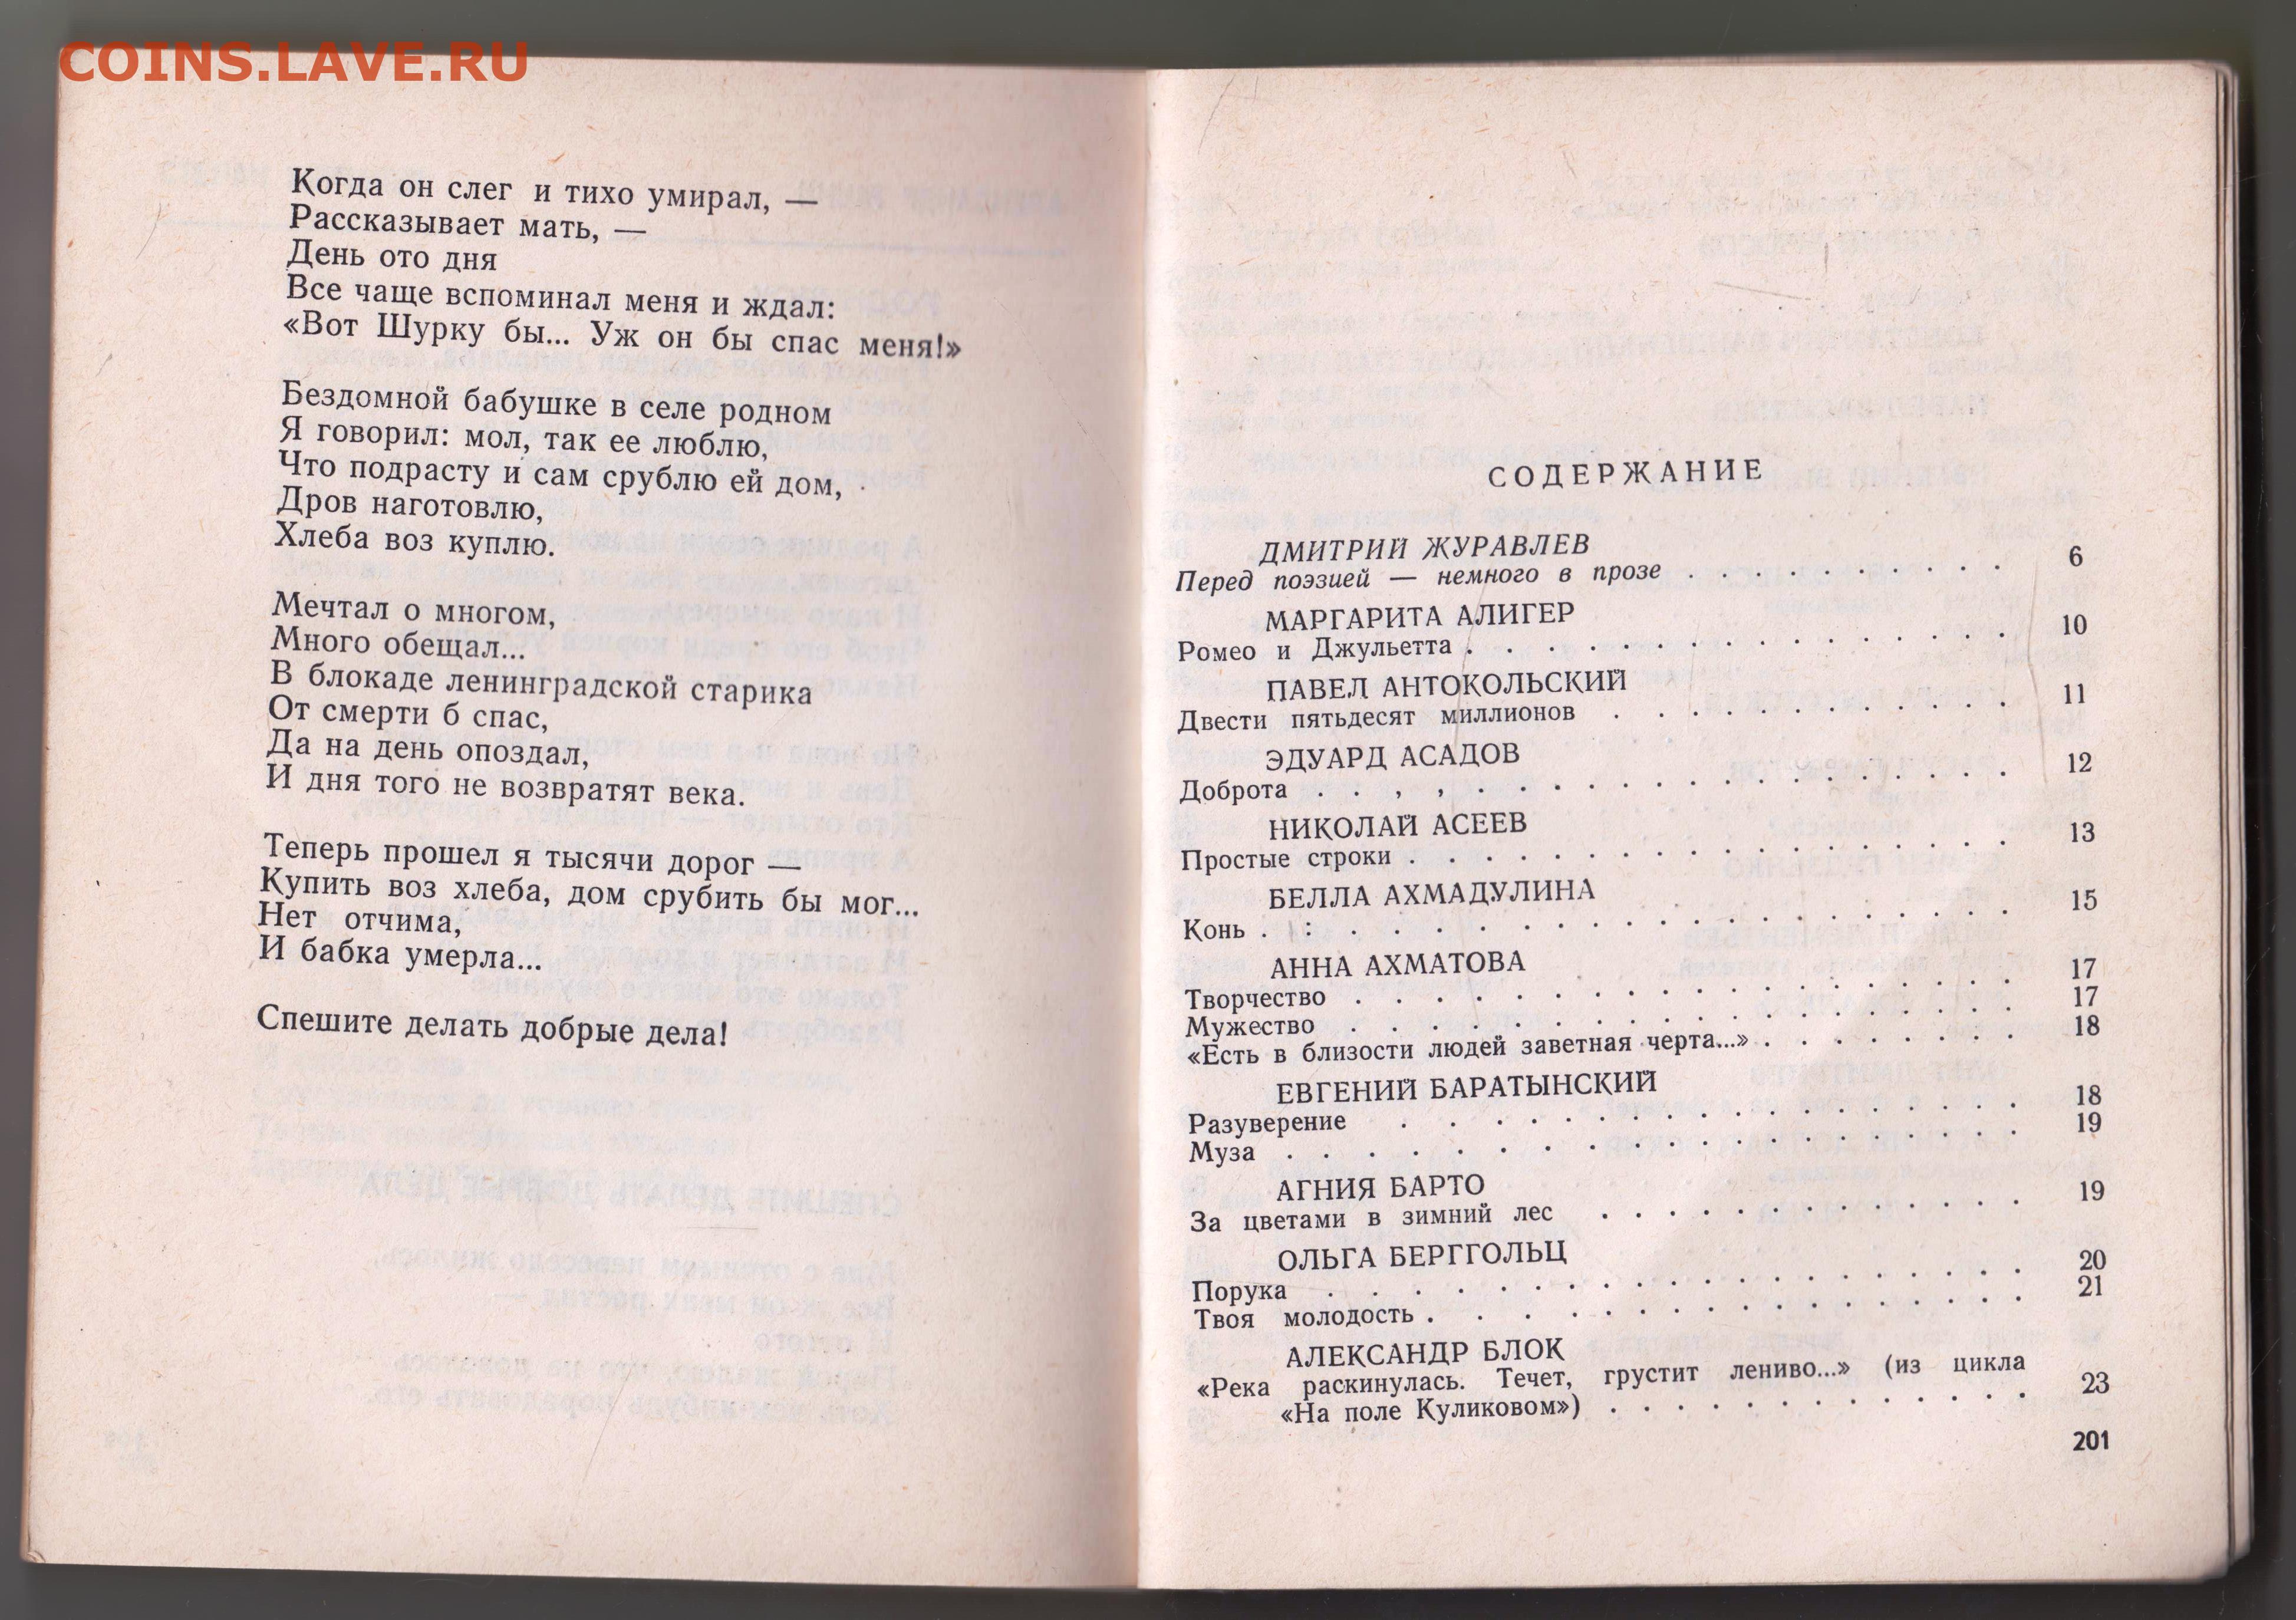 COINS.LAVE.RU
Когда он слег и тихо умирал, —
Рассказывает мать, —
День ото дня
Все чаще вспоминал меня и ждал:
«Вот Шурку бы... Уж он бы спас меня!»
Бездомной бабушке в селе родном
Я говорил: мол, так ее люблю,
Что подрасту и сам срублю ей дом,
Дров наготовлю,
Хлеба воз куплю.
Мечтал о многом,
Много обещал...
В блокаде ленинградской старика
От смерти б спас,
Да на день опоздал,
И дня того не возвратят века.
Теперь прошел я тысячи дорог —
Купить воз хлеба, дом срубить бы мог...
Нет отчима,
И бабка умерла...
Спешите делать добрые дела!
СОДЕРЖАНИЕ
ДМИТРИЙ ЖУРАВЛЕВ
Перед поэзией — немного в прозе . . . . . . . . . 6
МАРГАРИТА АЛИГЕР
Ромео и Джульетта . . . . . . . . . . . . . . 10
ПАВЕЛ АНТОКОЛЬСКИЙ
Двести пятьдесят миллионов . . . . . . . . . . . 11
ЭДУАРД АСАДОВ
Доброта . . , , . . . . . . . . . . . . . . 12
НИКОЛАЙ АСЕЕВ
Простые строки . . . . . . . . . . . . . . . . 13
БЕЛЛА АХМАДУЛИНА
Конь . . . . . . . . . . . . . . . . . . . 15
АННА АХМАТОВА
Творчество . . . . . . . . . . . . . . . . . 17
Мужество . . . . . . . . . . . . . . . . . 17
«Есть в близости людей заветная черта...» . . . . . . . 18
ЕВГЕНИЙ БАРАТЫНСКИЙ
Разуверение . . . . . . . . . . . . . . . . 18
Муза . . . . . . . . . . . . . . . . . . 19
АГНИЯ БАРТО
За цветами в зимний лес . . . . . . . . . . . 19
ОЛЬГА БЕРГГОЛЬЦ
Порука . . . . . . . . . . . . . . . . . . 20
Твоя молодость . . . . . . . . . . . . . . . 21
АЛЕКСАНДР БЛОК
«Река раскинулась. Течет, грустит лениво...» (из цикла
«На поле Куликовом») . . . . . . . . . . . . 23
201